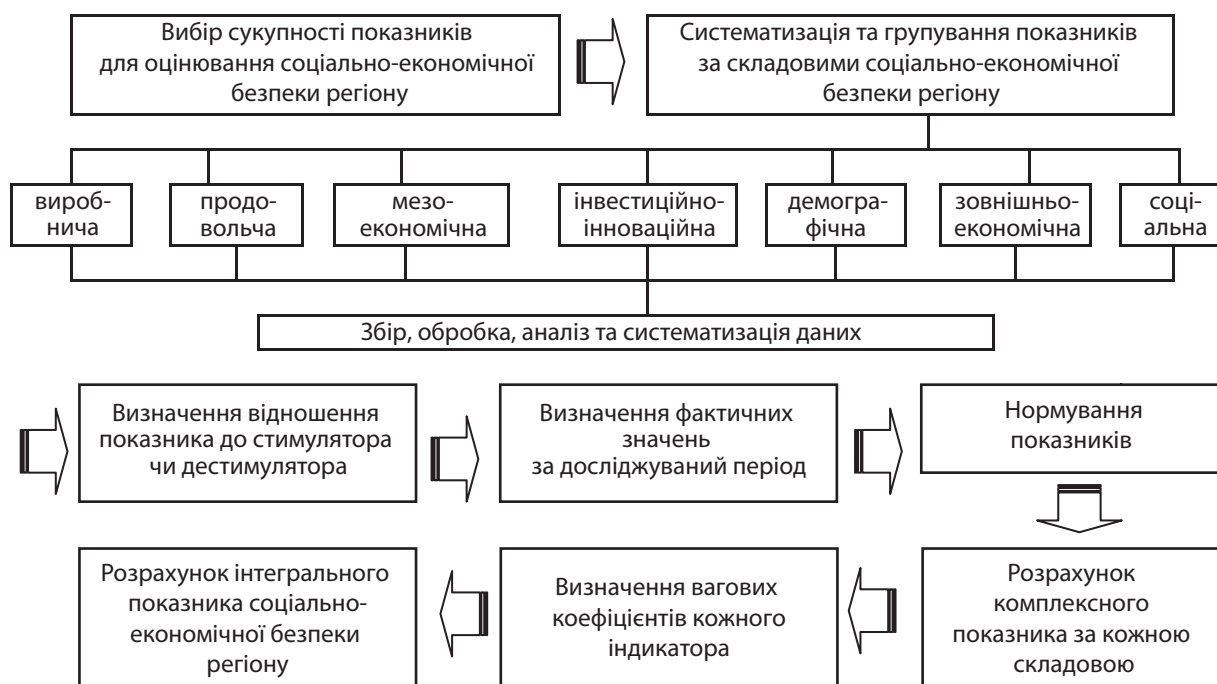 Вибір сукупності показників
для оцінювання соціально-економічної
безпеки регіону
Систематизація та групування показників
за складовими соціально-економічної
безпеки регіону
вироб-
нича
продо-
вольча
мезо-
економічна
інвестиційно-
інноваційна
демогра-
фічна
зовнішньо-
економічна
соці-
альна
Збір, обробка, аналіз та систематизація даних
Визначення відношення
показника до стимулятора
чи дестимулятора
Визначення фактичних
значень
за досліджуваний період
Нормування
показників
Розрахунок інтегрального
показника соціально-
економічної безпеки
регіону
Визначення вагових
коефіцієнтів кожного
індикатора
Розрахунок
комплексного
показника за кожною
складовою